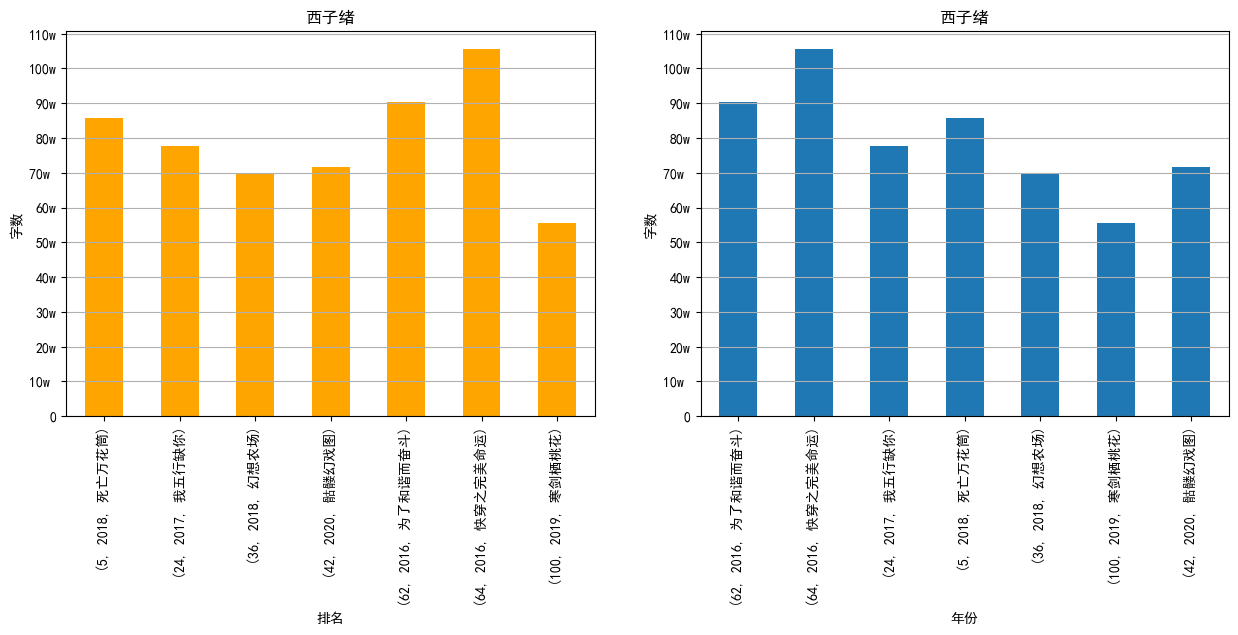 西子绪
110w
100w
90w
80w
70w
60w
50w
40w
30w
20w
10w
0
字数
(5, 2018, 死亡万花筒)
(24, 2017, 我五行缺你)
(36, 2018, 幻想农场)
(42, 2020, 骷髅幻戏图)
(62, 2016, 为了和谐而奋斗)
(64, 2016, 快穿之完美命运)
(100, 2019, 寒剑栖桃花)
排名
西子绪
110w
100w
90w
80w
70w
60w
50w
40w
30w
20w
10w
0
字数
(62, 2016, 为了和谐而奋斗)
(64, 2016, 快穿之完美命运)
(24, 2017, 我五行缺你)
(5, 2018, 死亡万花筒)
(36, 2018, 幻想农场)
(100, 2019, 寒剑栖桃花)
(42, 2020, 骷髅幻戏图)
年份